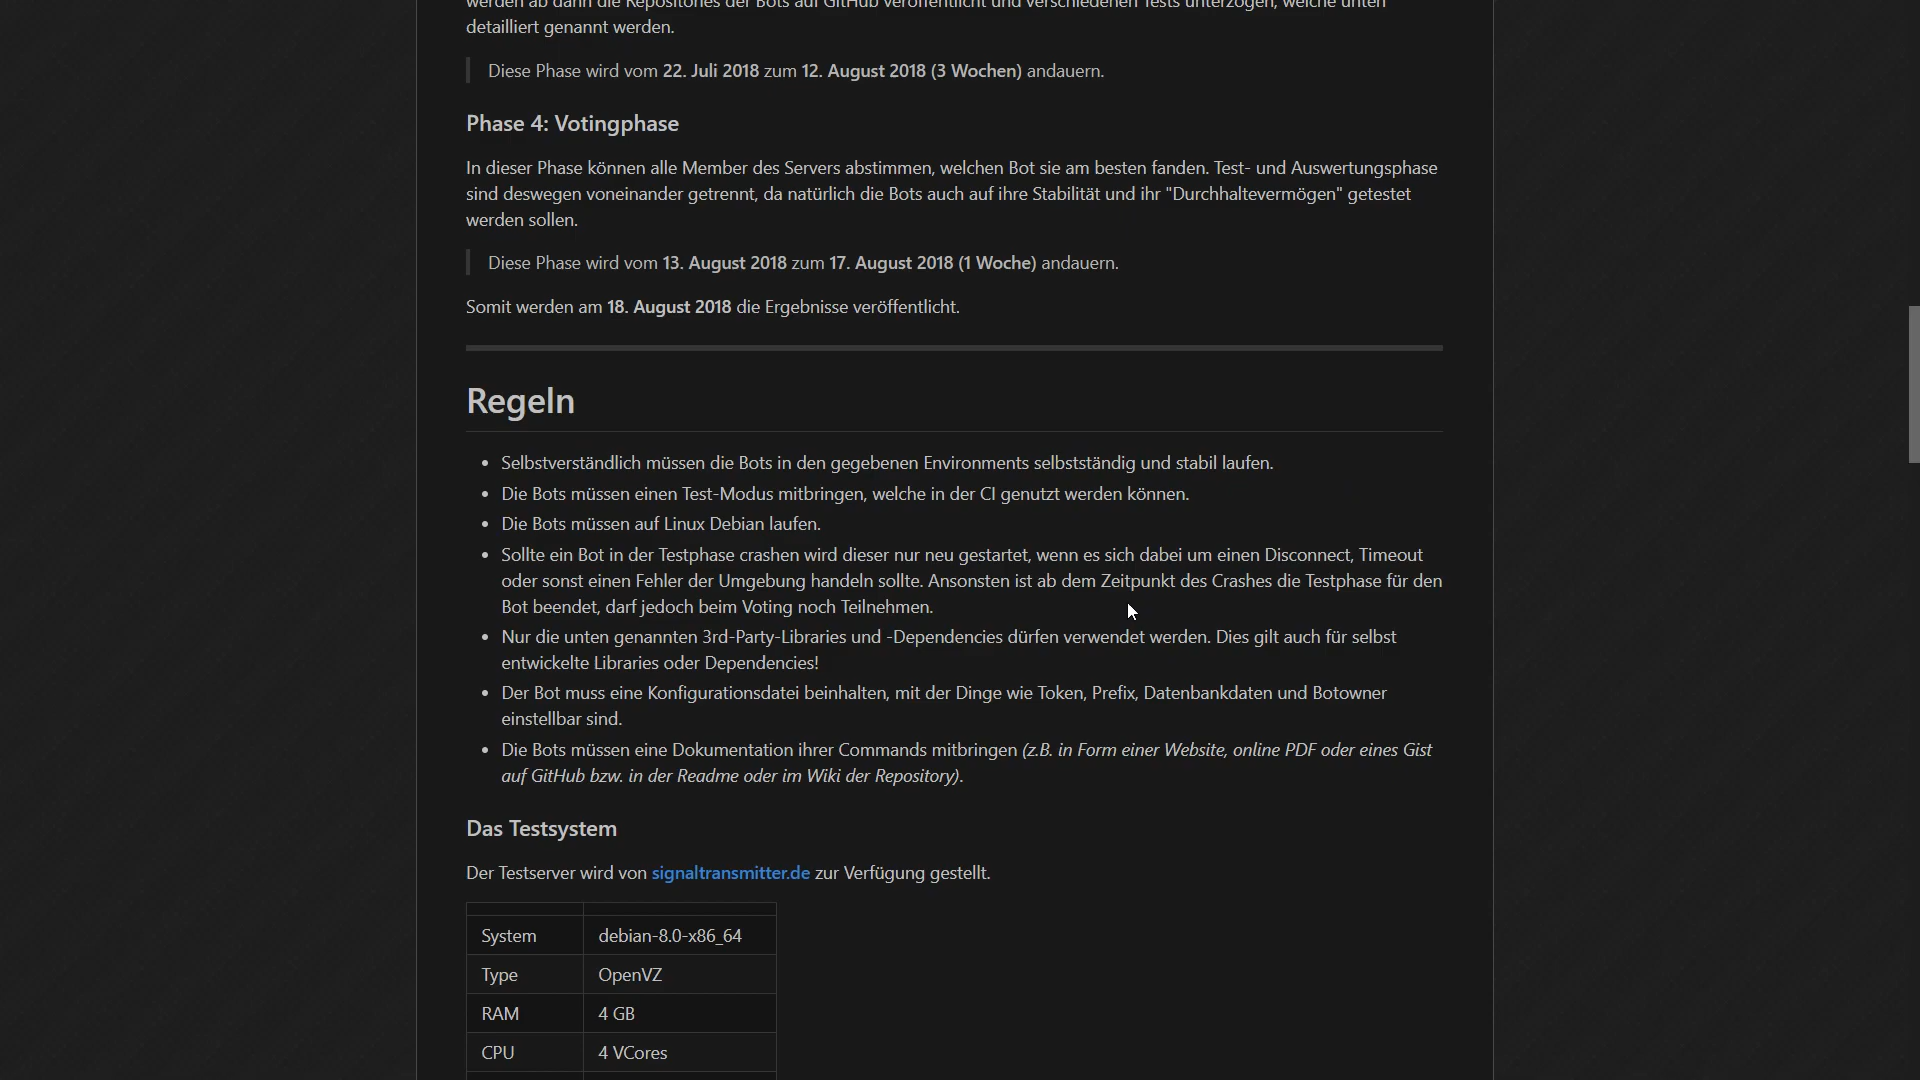 werden ab dann die Repositories der Bots auf GitHub veröffentlicht und verschiedenen Tests unterzogen, welche unten
detailliert genannt werden.
Diese Phase wird vom 22. Juli 2018 zum 12. August 2018 (3 Wochen) andauern.
Phase 4: Votingphase
In dieser Phase können alle Member des Servers abstimmen, welchen Bot sie am besten fanden. Test- und Auswertungsphase
sind deswegen voneinander getrennt, da natürlich die Bots auch auf ihre Stabilität und ihr "Durchhaltevermögen" getestet
werden sollen.
Diese Phase wird vom 13. August 2018 zum 17. August 2018 (1 Woche) andauern.
Somit werden am 18. August 2018 die Ergebnisse veröffentlicht.
Regeln
• Selbstverständlich müssen die Bots in den gegebenen Environments selbstständig und stabil laufen.
• Die Bots müssen einen Test-Modus mitbringen, welche in der CI genutzt werden können.
• Die Bots müssen auf Linux Debian laufen.
• Sollte ein Bot in der Testphase crashen wird dieser nur neu gestartet, wenn es sich dabei um einen Disconnect, Timeout
oder sonst einen Fehler der Umgebung handeln sollte. Ansonsten ist ab dem Zeitpunkt des Crashes die Testphase für den
Bot beendet, darf jedoch beim Voting noch Teilnehmen.
• Nur die unten genannten 3rd-Party-Libraries und -Dependencies dürfen verwendet werden. Dies gilt auch für selbst
entwickelte Libraries oder Dependencies!
• Der Bot muss eine Konfigurationsdatei beinhalten, mit der Dinge wie Token, Prefix, Datenbankdaten und Botowner
einstellbar sind.
• Die Bots müssen eine Dokumentation ihrer Commands mitbringen (z.B. in Form einer Website, online PDF oder eines Gist
auf GitHub bzw. in der Readme oder im Wiki der Repository).
Das Testsystem
Der Testserver wird von signaltransmitter.de zur Verfügung gestellt.
System debian-8.0-x86_64
Type OpenVZ
RAM 4 GB
CPU 4 VCores